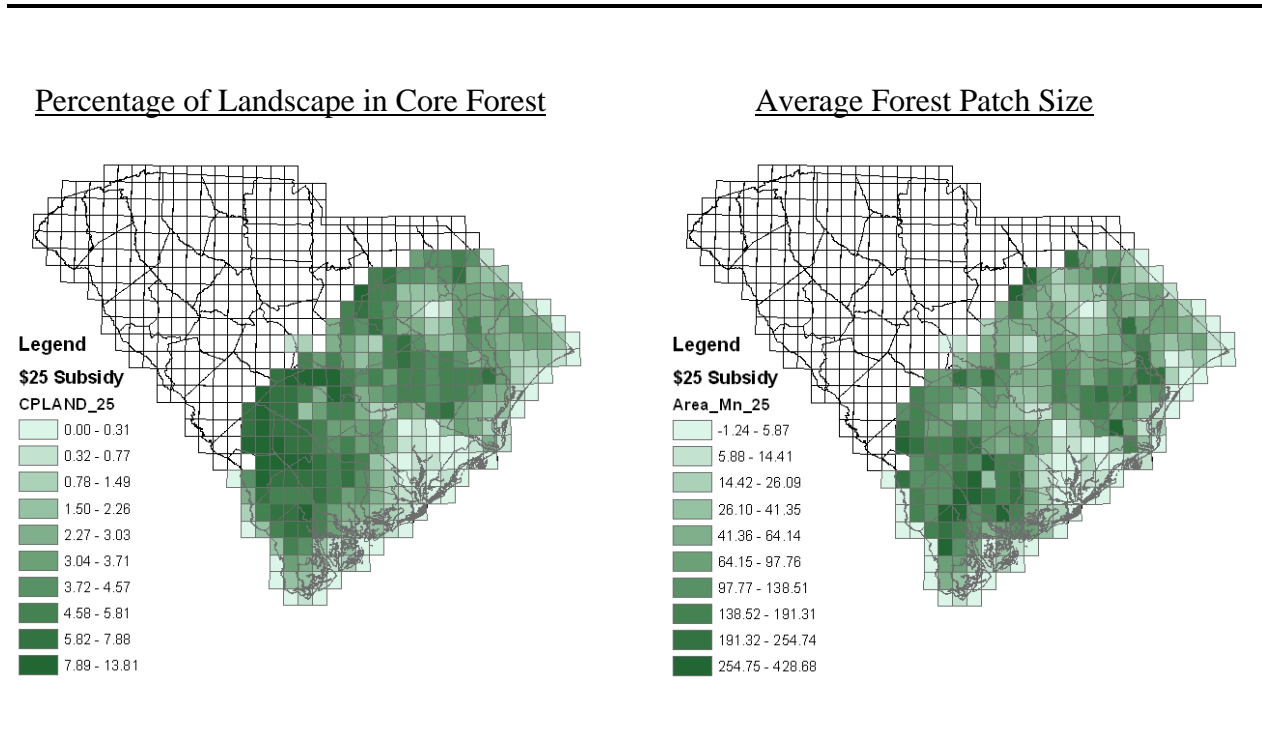 Percentage of Landscape in Core Forest
Average Forest Patch Size
Legend
$25 Subsidy
CPLAND_25
0.00 - 0.31
0.32 - 0.77
0.78 - 1.49
1.50 - 2.26
2.27 - 3.03
3.04 - 3.71
3.72 - 4.57
4.58 - 5.81
5.82 - 7.88
7.89 - 13.81
Legend
$25 Subsidy
Area_Mn_25
-1.24 - 5.87
5.88 - 14.41
14.42 - 26.09
26.10 - 41.35
41.36 - 64.14
64.15 - 97.76
97.77 - 138.51
138.52 - 191.31
191.32 - 254.74
254.75 - 428.68